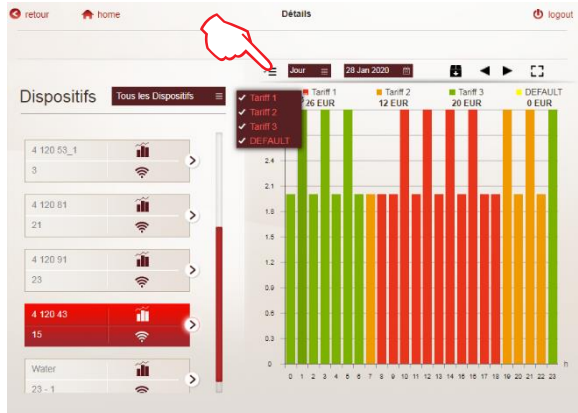 retour
home
Détails
logout
Jour
28 Jan 2020
Dispositifs
Tous les Dispositifs
Tariff 1
Tariff 2
Tariff 3
DEFAULT
Tariff 1
26 EUR
Tariff 2
12 EUR
Tariff 3
20 EUR
DEFAULT
0 EUR
4 120 53_1
3
4 120 81
21
4 120 91
23
4 120 43
15
Water
23 - 1
2.4
2.1
1.8
1.5
1.2
0.9
0.6
0.3
0
h
0 1 2 3 4 5 6 7 8 9 10 11 12 13 14 15 16 17 18 19 20 21 22 23